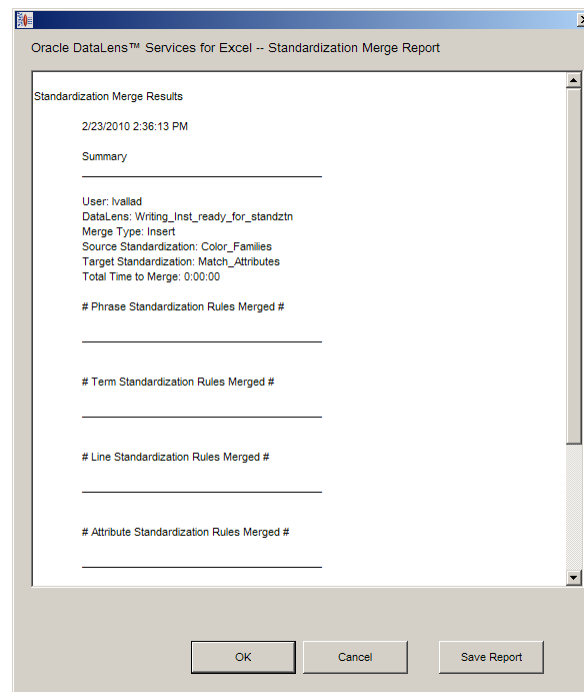 Oracle DataLens™ Services for Excel -- Standardization Merge Report
Standardization Merge Results
2/23/2010 2:36:13 PM
Summary
User: lvallad
DataLens: Writing_Inst_ready_for_standztn
Merge Type: Insert
Source Standardization: Color_Families
Target Standardization: Match_Attributes
Total Time to Merge: 0:00:00
# Phrase Standardization Rules Merged #
# Term Standardization Rules Merged #
# Line Standardization Rules Merged #
# Attribute Standardization Rules Merged #
OK
Cancel
Save Report